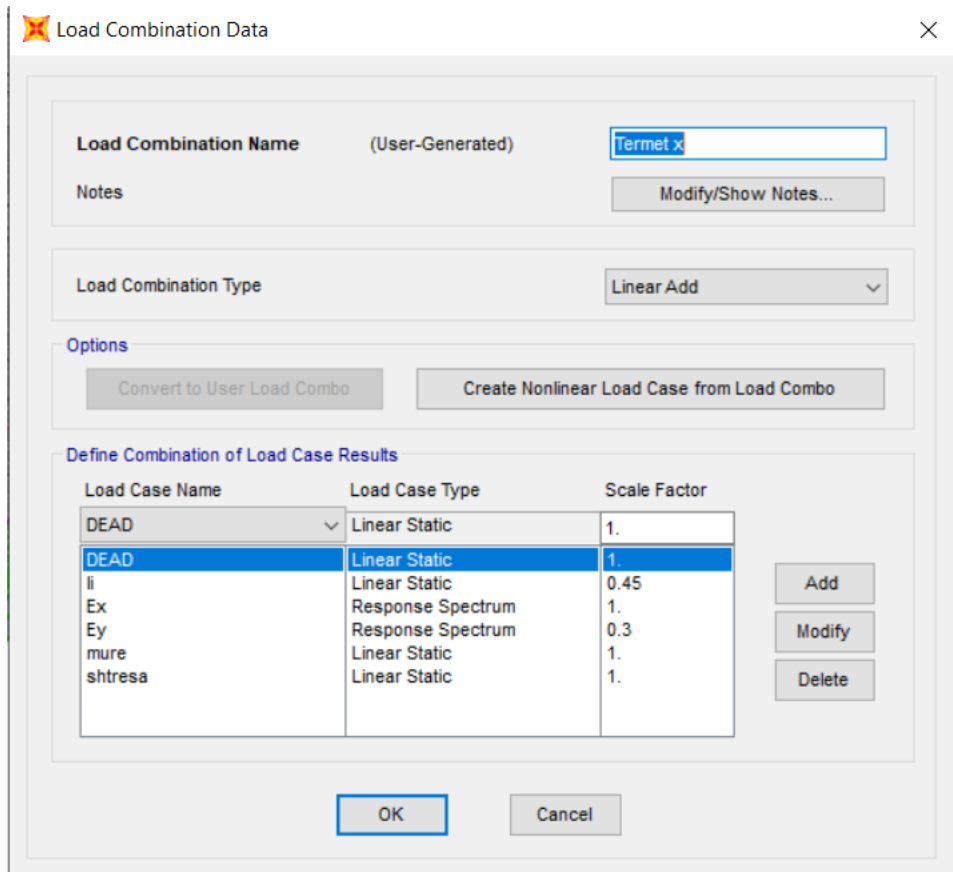 Load Combination Data
Load Combination Name (User-Generated) Termet x
Notes Modify/Show Notes...
Load Combination Type Linear Add
Options
Convert to User Load Combo Create Nonlinear Load Case from Load Combo
Define Combination of Load Case Results
Load Case Name Load Case Type Scale Factor
DEAD Linear Static 1.
DEAD Linear Static 1.
li Linear Static 0.45
Ex Response Spectrum 1.
Ey Response Spectrum 0.3
mure Linear Static 1.
shtresa Linear Static 1.
Add
Modify
Delete
OK Cancel